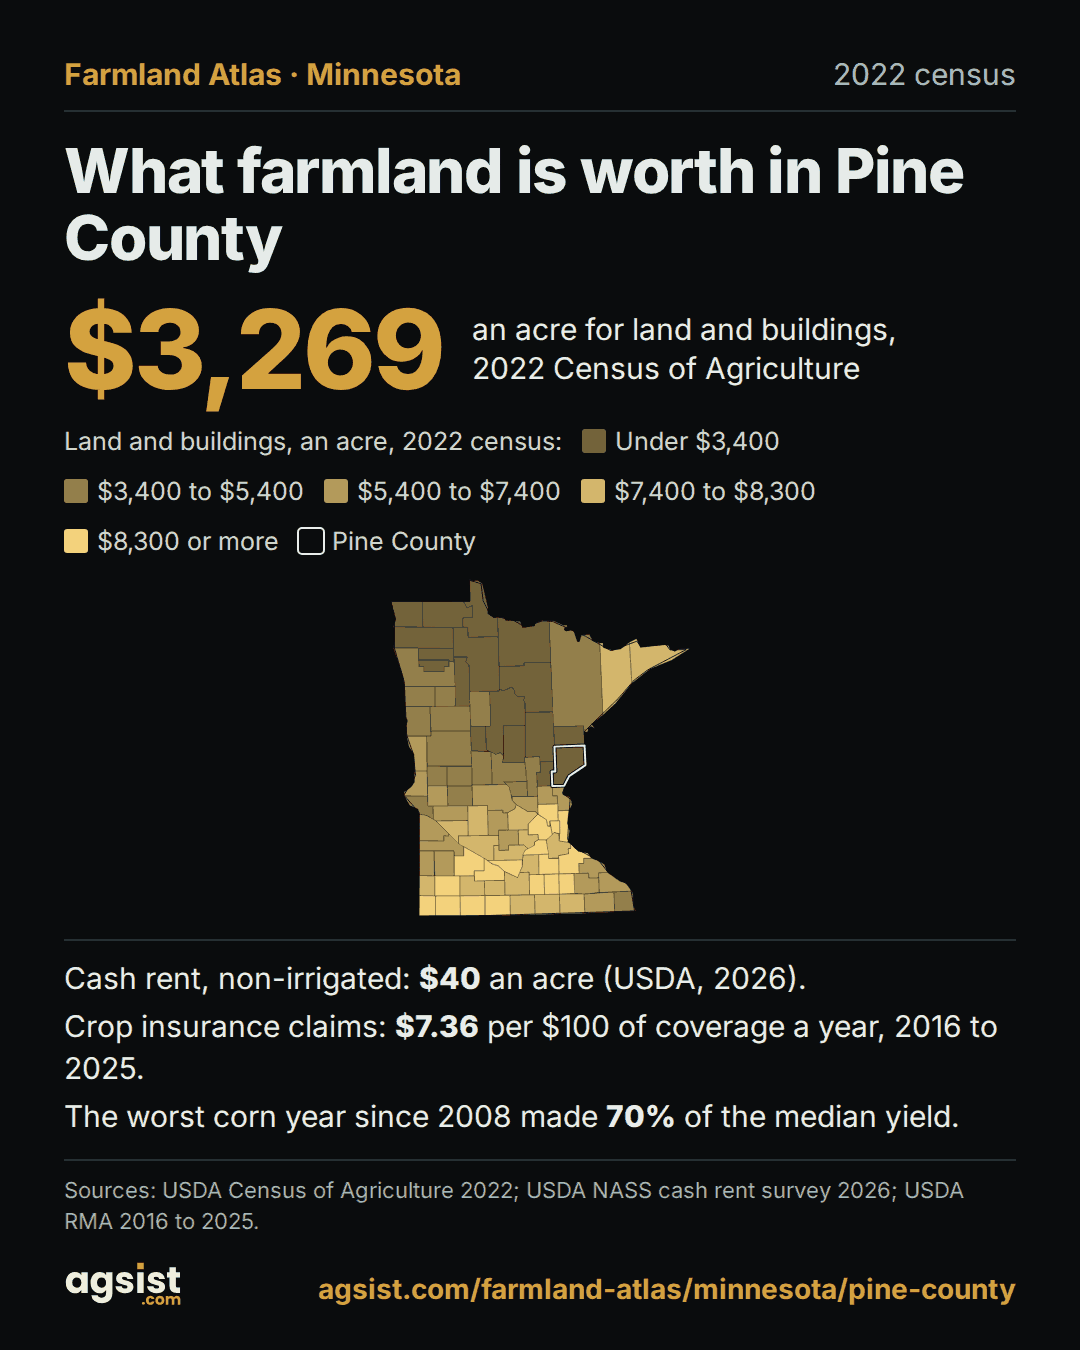 Farmland Atlas · Minnesota
2022 census
What farmland is worth in Pine
County
$3,269
an acre for land and buildings,
2022 Census of Agriculture
Land and buildings, an acre, 2022 census: Under $3,400
$3,400 to $5,400 $5,400 to $7,400 $7,400 to $8,300
$8,300 or more Pine County
Cash rent, non-irrigated: $40 an acre (USDA, 2026).
Crop insurance claims: $7.36 per $100 of coverage a year, 2016 to
2025.
The worst corn year since 2008 made 70% of the median yield.
Sources: USDA Census of Agriculture 2022; USDA NASS cash rent survey 2026; USDA
RMA 2016 to 2025.
agsist
.com
agsist.com/farmland-atlas/minnesota/pine-county